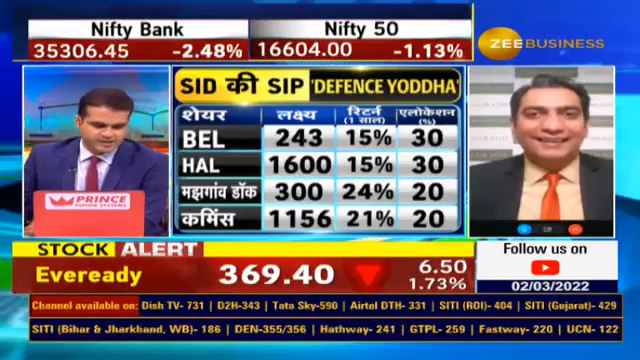 Nifty Bank
35306.45 -2.48%
Nifty 50
16604.00 -1.13%
ZEE BUSINESS
SID की SIP 'DEFENCE YODDHA'
शेयर लक्ष्य रिटर्न (1 साल) एलोकेशन (%)
BEL 243 15% 30
HAL 1600 15% 30
मझगांव डॉक 300 24% 20
कमिंस 1156 21% 20
PRINCE
PIPING SYSTEMS
STOCK ALERT
Eveready 369.40 6.50
1.73%
Follow us on
02/03/2022
Channel available on: Dish TV- 731 | D2H-343 | Tata Sky-590 | Airtel DTH- 331 | SITI (ROI)- 404 | SITI (Gujarat)- 429
SITI (Bihar & Jharkhand, WB)- 186 | DEN-355/356 | Hathway- 241 | GTPL- 259 | Fastway- 220 | UCN- 122